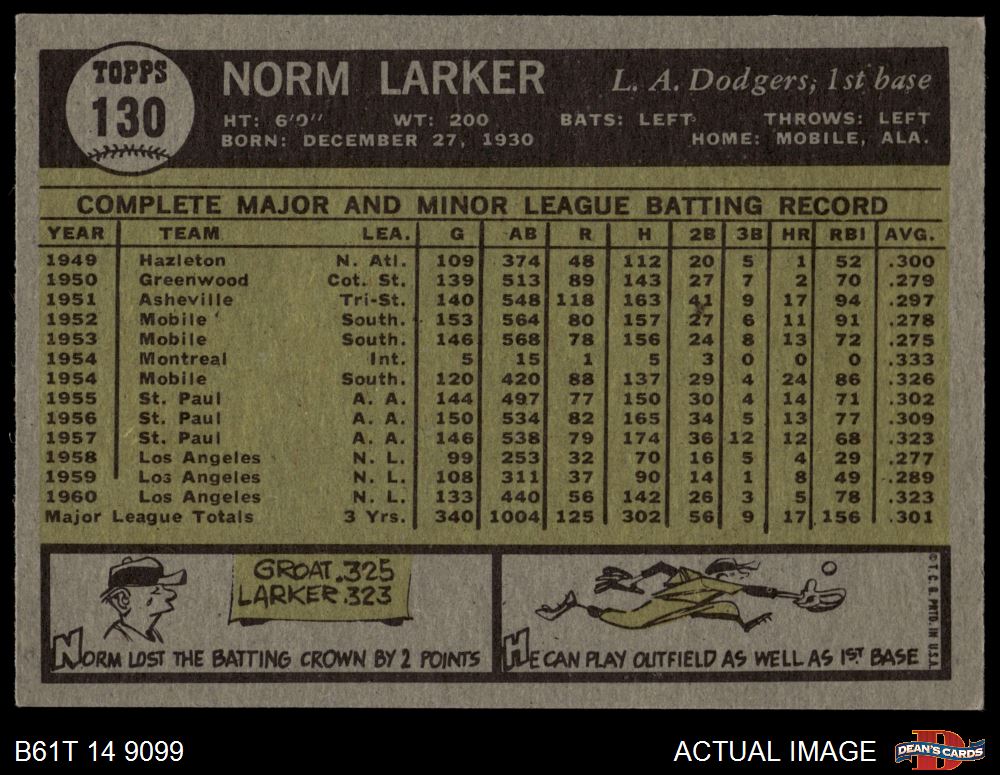 TOPPS
130
NORM LARKER
L. A. Dodgers, 1st base
HT: 6'0" WT: 200 BATS: LEFT THROWS: LEFT
BORN: DECEMBER 27, 1930 HOME: MOBILE, ALA.
COMPLETE MAJOR AND MINOR LEAGUE BATTING RECORD
YEAR TEAM LEA. G AB R H 2B 3B HR RBI AVG.
1949 Hazleton N. Atl. 109 374 48 112 20 5 1 52 .300
1950 Greenwood Cot. St. 139 513 89 143 27 7 2 70 .279
1951 Asheville Tri-St. 140 548 118 163 41 9 17 94 .297
1952 Mobile South. 153 564 80 157 27 6 11 91 .278
1953 Mobile South. 146 568 78 156 24 8 13 72 .275
1954 Montreal Int. 5 15 1 5 3 0 0 0 .333
1954 Mobile South. 120 420 88 137 29 4 24 86 .326
1955 St. Paul A. A. 144 497 77 150 30 4 14 71 .302
1956 St. Paul A. A. 150 534 82 165 34 5 13 77 .309
1957 St. Paul A. A. 146 538 79 174 36 12 12 68 .323
1958 Los Angeles N. L. 99 253 32 70 16 5 4 29 .277
1959 Los Angeles N. L. 108 311 37 90 14 1 8 49 .289
1960 Los Angeles N. L. 133 440 56 142 26 3 5 78 .323
Major League Totals 3 Yrs. 340 1004 125 302 56 9 17 156 .301
GROAT .325
LARKER .323
NORM LOST THE BATTING CROWN BY 2 POINTS
HE CAN PLAY OUTFIELD AS WELL AS 1ST BASE
© T. C. G. PRTD. IN U.S.A.
B61T 14 9099
ACTUAL IMAGE
DEAN'S CARDS